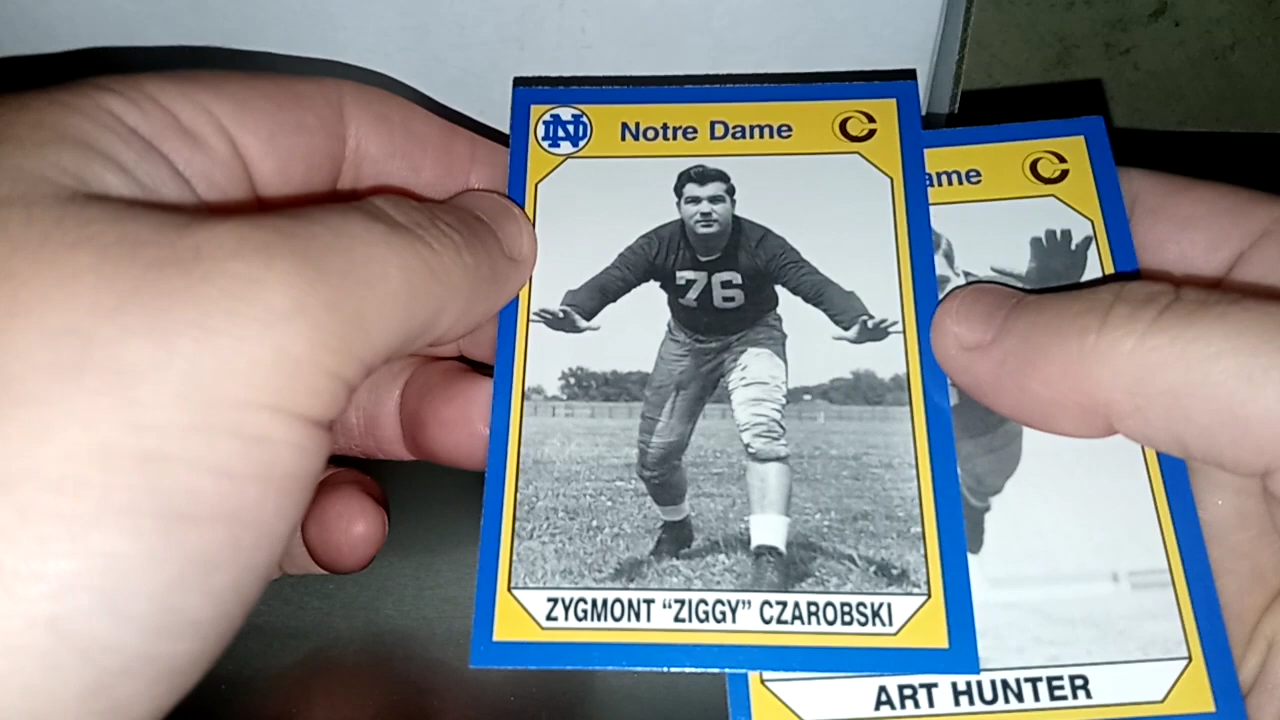 ND Notre Dame C
76
ZYGMONT “ZIGGY” CZAROBSKI
ame C
ART HUNTER